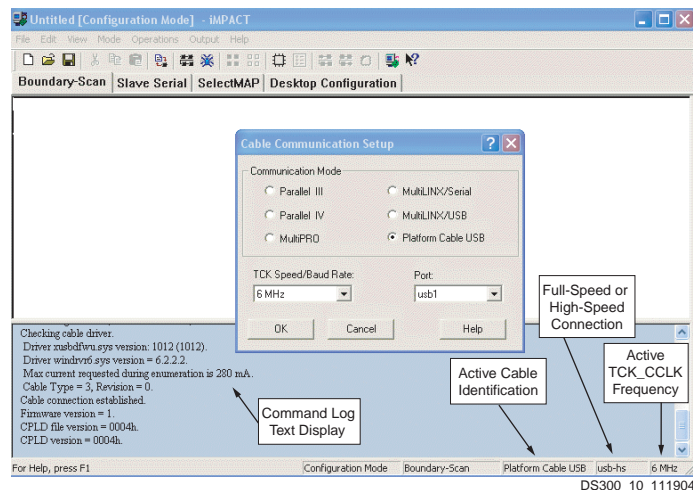 Untitled [Configuration Mode] - iMPACT
File Edit View Mode Operations Output Help
Boundary-Scan Slave Serial SelectMAP Desktop Configuration
Cable Communication Setup
Communication Mode
Parallel III MultiLINX/Serial
Parallel IV MultiLINX/USB
MultiPRO Platform Cable USB
TCK Speed/Baud Rate: Port:
6 MHz usb1
OK Cancel Help
Full-Speed or
High-Speed
Connection
Active
TCK_CCLK
Frequency
Active Cable
Identification
Command Log
Text Display
Checking cable driver.
Driver xusbdfwu.sys version: 1012 (1012).
Driver windrvr6.sys version = 6.2.2.2.
Max current requested during enumeration is 280 mA.
Cable Type = 3, Revision = 0.
Cable connection established.
Firmware version = 1.
CPLD file version = 0004h.
CPLD version = 0004h.
For Help, press F1 Configuration Mode Boundary-Scan Platform Cable USB usb-hs 6 MHz
DS300_10_111904